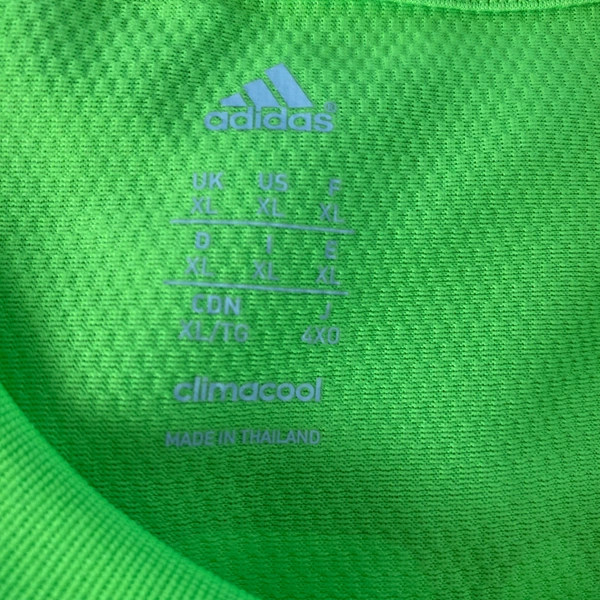 adidas®
UK US F
XL XL XL
D I E
XL XL XL
CDN J
XL/TG 4XO
climacool
MADE IN THAILAND